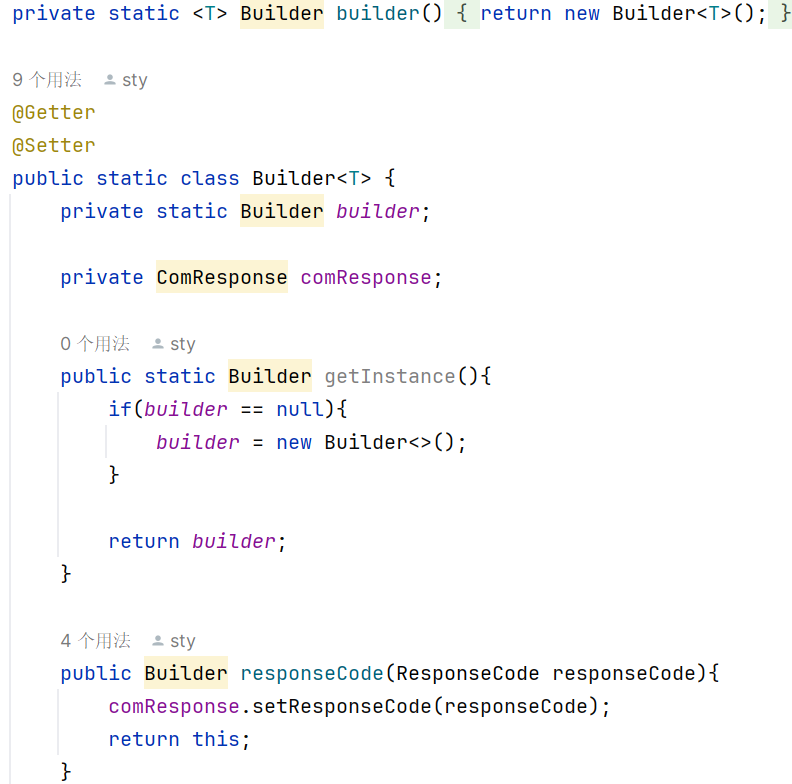 private static <T> Builder builder() { return new Builder<T>(); }
9 个用法 sty
@Getter
@Setter
public static class Builder<T> {
private static Builder builder;
private ComResponse comResponse;
0 个用法 sty
public static Builder getInstance(){
if(builder == null){
builder = new Builder<>();
}
return builder;
}
4 个用法 sty
public Builder responseCode(ResponseCode responseCode){
comResponse.setResponseCode(responseCode);
return this;
}